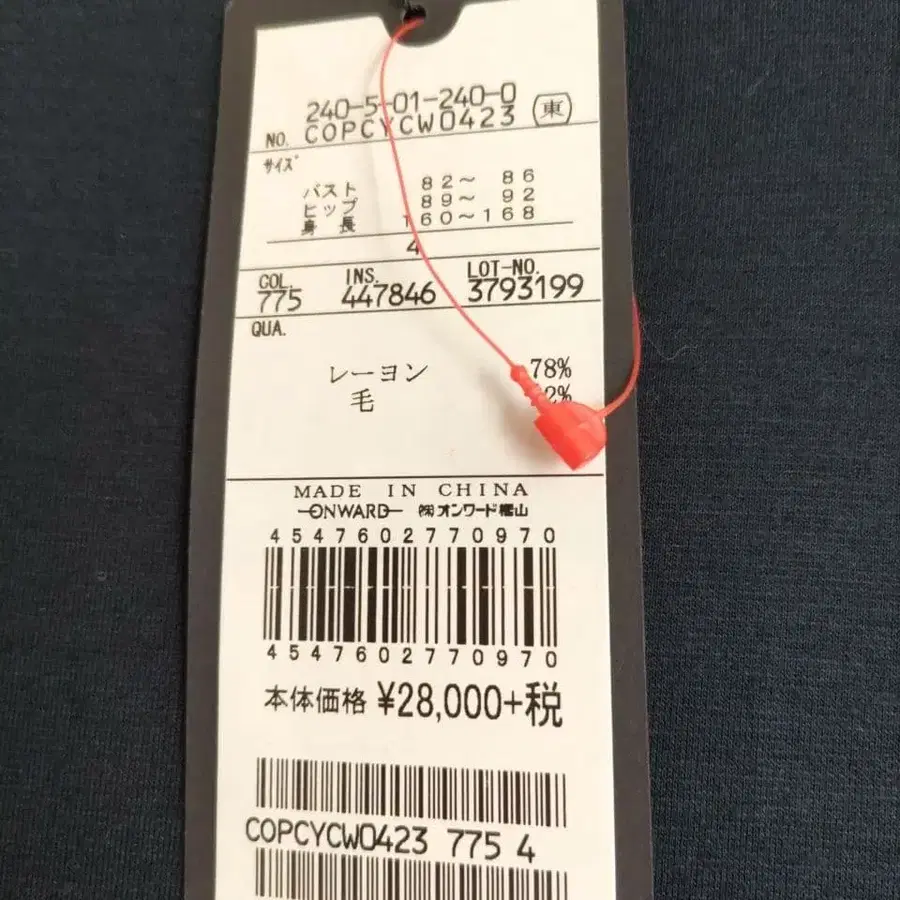 240-5-01-240-0
NO. COPCYCW0423 東
サイズ
バスト 82～ 86
ヒップ 89～ 92
身長 160～168
4
COL. INS. LOT-NO.
775 447846 3793199
QUA.
レーヨン 78%
毛 2%
MADE IN CHINA
ONWARD ㈱オンワード樫山
4547602770970
4547602770970
本体価格 ¥28,000+税
COPCYCW0423 775 4